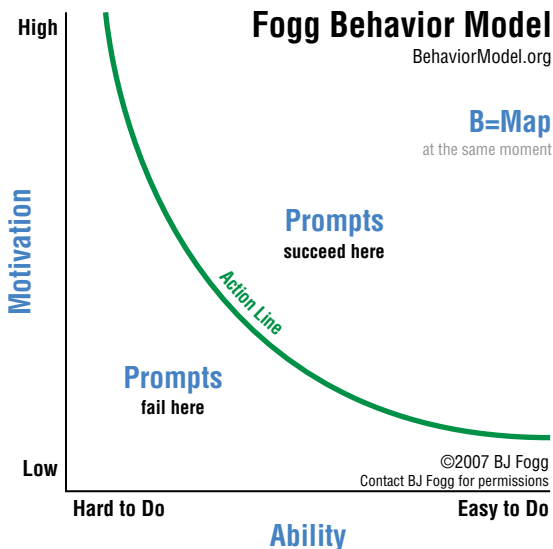 Fogg Behavior Model
BehaviorModel.org
High
B=Map
at the same moment
Motivation
Prompts
succeed here
Action Line
Prompts
fail here
Low
©2007 BJ Fogg
Contact BJ Fogg for permissions
Hard to Do
Easy to Do
Ability